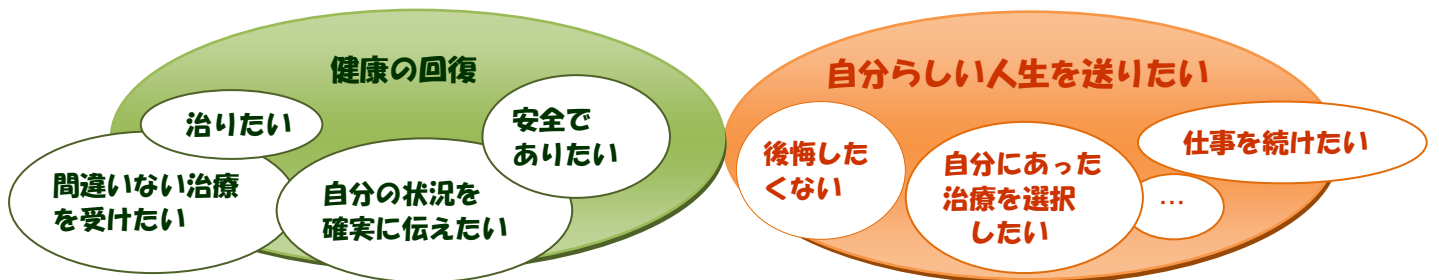 健康の回復
治りたい
安全で
ありたい
間違いない治療
を受けたい
自分の状況を
確実に伝えたい
自分らしい人生を送りたい
後悔した
くない
自分にあった
治療を選択
したい
仕事を続けたい
…